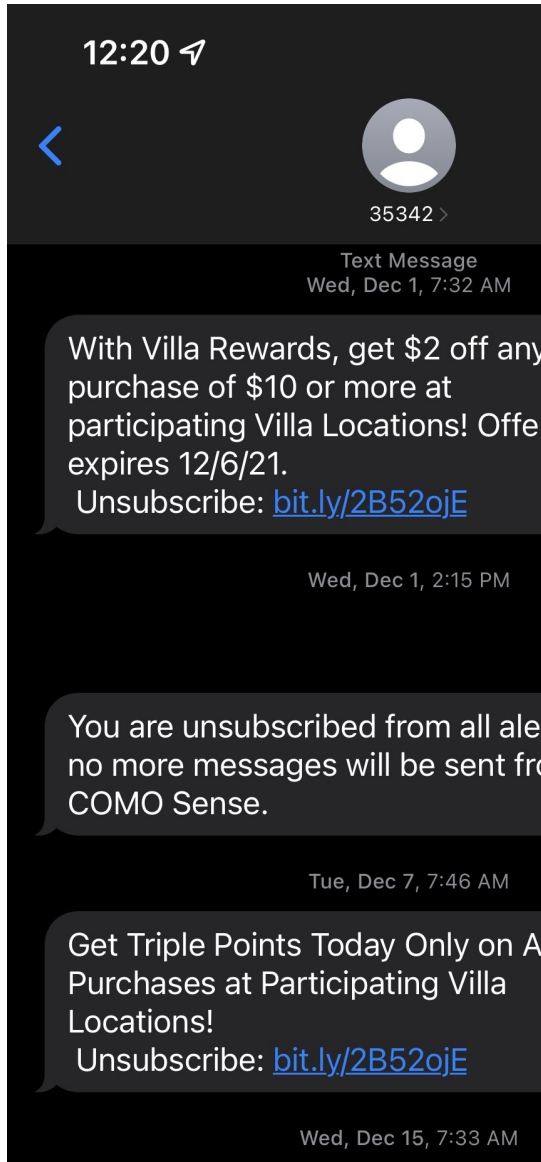 12:20
35342
Text Message
Wed, Dec 1, 7:32 AM
With Villa Rewards, get $2 off any
purchase of $10 or more at
participating Villa Locations! Offe
expires 12/6/21.
Unsubscribe: bit.ly/2B52ojE
Wed, Dec 1, 2:15 PM
You are unsubscribed from all ale
no more messages will be sent fro
COMO Sense.
Tue, Dec 7, 7:46 AM
Get Triple Points Today Only on A
Purchases at Participating Villa
Locations!
Unsubscribe: bit.ly/2B52ojE
Wed, Dec 15, 7:33 AM